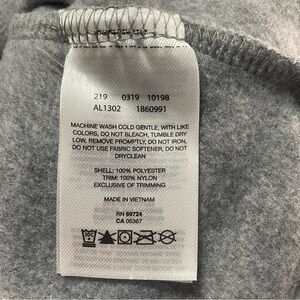 219 0319 10198
AL1302 1860991
MACHINE WASH COLD GENTLE, WITH LIKE
COLORS, DO NOT BLEACH, TUMBLE DRY
LOW, REMOVE PROMPTLY, DO NOT IRON,
DO NOT USE FABRIC SOFTENER, DO NOT
DRYCLEAN
SHELL: 100% POLYESTER
TRIM: 100% NYLON
EXCLUSIVE OF TRIMMING
MADE IN VIETNAM
RN 69724
CA 05367